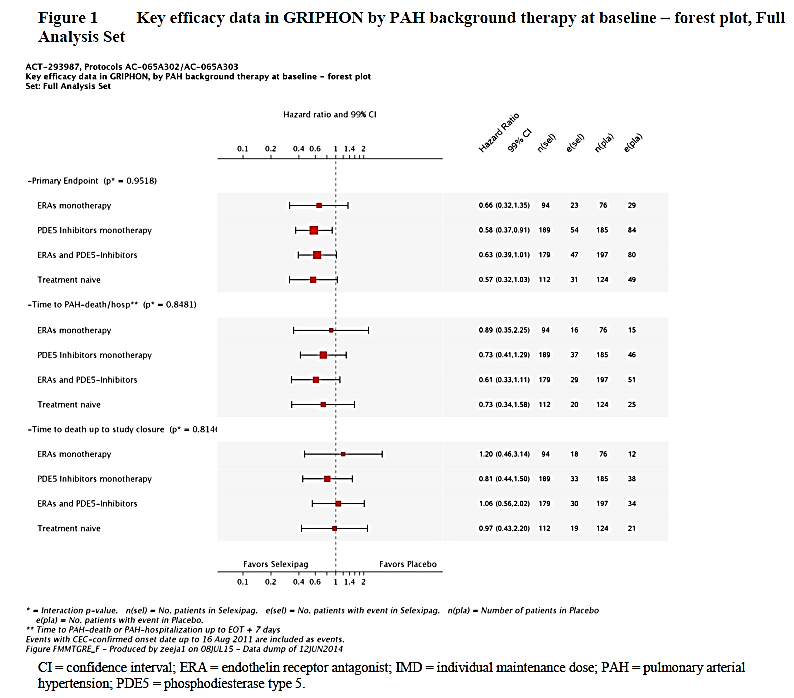 Figure 1 Key efficacy data in GRIPHON by PAH background therapy at baseline – forest plot, Full
Analysis Set
ACT-293987, Protocols AC-065A302/AC-065A303
Key efficacy data in GRIPHON, by PAH background therapy at baseline - forest plot
Set: Full Analysis Set
Hazard ratio and 99% CI
Hazard Ratio 99% CI n(sel) e(sel) n(pla) e(pla)
0.1 0.2 0.4 0.6 1 1.4 2
-Primary Endpoint (p* = 0.9518)
ERAs monotherapy 0.66 (0.32,1.35) 94 23 76 29
PDE5 Inhibitors monotherapy 0.58 (0.37,0.91) 189 54 185 84
ERAs and PDE5-Inhibitors 0.63 (0.39,1.01) 179 47 197 80
Treatment naive 0.57 (0.32,1.03) 112 31 124 49
-Time to PAH-death/hosp** (p* = 0.8481)
ERAs monotherapy 0.89 (0.35,2.25) 94 16 76 15
PDE5 Inhibitors monotherapy 0.73 (0.41,1.29) 189 37 185 46
ERAs and PDE5-Inhibitors 0.61 (0.33,1.11) 179 29 197 51
Treatment naive 0.73 (0.34,1.58) 112 20 124 25
-Time to death up to study closure (p* = 0.814
ERAs monotherapy 1.20 (0.46,3.14) 94 18 76 12
PDE5 Inhibitors monotherapy 0.81 (0.44,1.50) 189 33 185 38
ERAs and PDE5-Inhibitors 1.06 (0.56,2.02) 179 30 197 34
Treatment naive 0.97 (0.43,2.20) 112 19 124 21
Favors Selexipag Favors Placebo
0.1 0.2 0.4 0.6 1 1.4 2
* = Interaction p-value. n(sel) = No. patients in Selexipag. e(sel) = No. patients with event in Selexipag. n(pla) = Number of patients in Placebo
e(pla) = No. patients with event in Placebo.
** Time to PAH-death or PAH-hospitalization up to EOT + 7 days
Events with CEC-confirmed onset date up to 16 Aug 2011 are included as events.
Figure FMMTGRE_F - Produced by zeeja1 on 08JUL15 - Data dump of 12JUN2014
CI = confidence interval; ERA = endothelin receptor antagonist; IMD = individual maintenance dose; PAH = pulmonary arterial
hypertension; PDE5 = phosphodiesterase type 5.